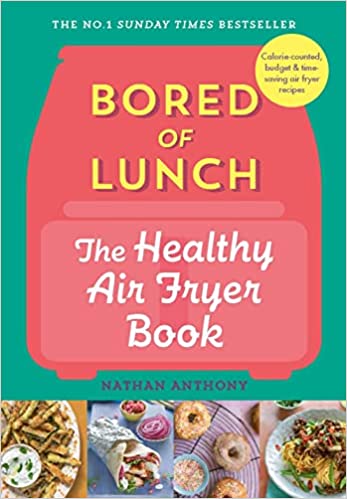 THE NO.1 SUNDAY TIMES BESTSELLER
Calorie-counted,
budget & time-
saving air fryer
recipes
BORED
OF
LUNCH
The Healthy
Air Fryer
Book
NATHAN ANTHONY